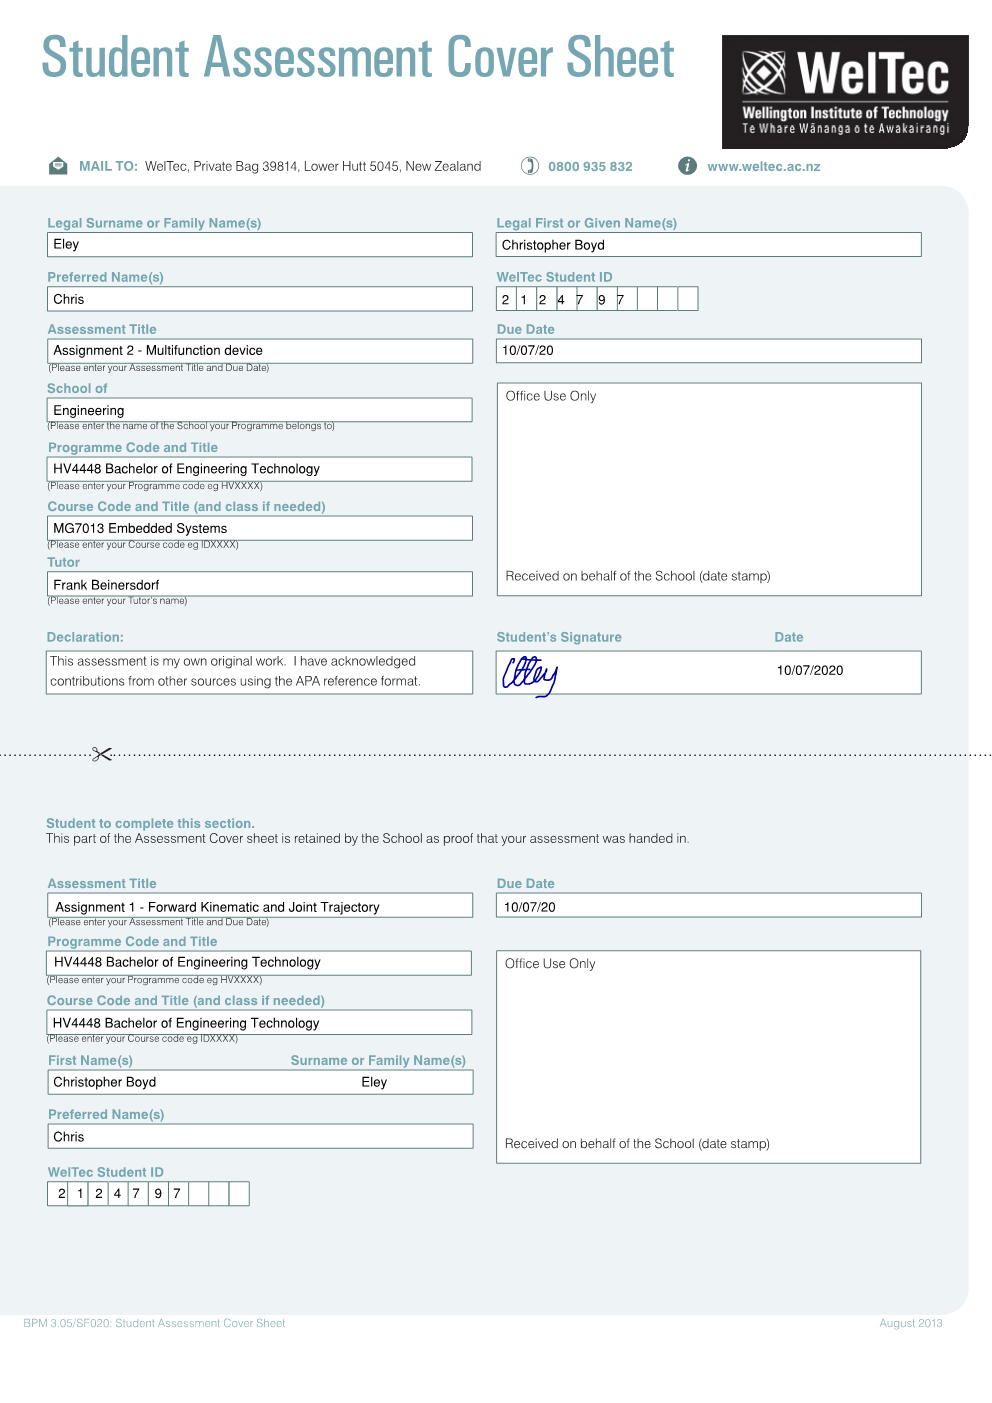 Student Assessment Cover Sheet
WelTec
Wellington Institute of Technology
Te Whare Wānanga o te Awakairangi
MAIL TO: WelTec, Private Bag 39814, Lower Hutt 5045, New Zealand
0800 935 832
www.weltec.ac.nz
Legal Surname or Family Name(s)
Eley
Legal First or Given Name(s)
Christopher Boyd
Preferred Name(s)
Chris
WelTec Student ID
2 1 2 4 7 9 7
Assessment Title
Assignment 2 - Multifunction device
(Please enter your Assessment Title and Due Date)
Due Date
10/07/20
School of
Engineering
(Please enter the name of the School your Programme belongs to)
Programme Code and Title
HV4448 Bachelor of Engineering Technology
(Please enter your Programme code eg HVXXXX)
Course Code and Title (and class if needed)
MG7013 Embedded Systems
(Please enter your Course code eg IDXXXX)
Tutor
Frank Beinersdorf
(Please enter your Tutor's name)
Office Use Only
Received on behalf of the School (date stamp)
Declaration:
This assessment is my own original work. I have acknowledged
contributions from other sources using the APA reference format.
Student's Signature
Date
10/07/2020
Student to complete this section.
This part of the Assessment Cover sheet is retained by the School as proof that your assessment was handed in.
Assessment Title
Assignment 1 - Forward Kinematic and Joint Trajectory
(Please enter your Assessment Title and Due Date)
Due Date
10/07/20
Programme Code and Title
HV4448 Bachelor of Engineering Technology
(Please enter your Programme code eg HVXXXX)
Course Code and Title (and class if needed)
HV4448 Bachelor of Engineering Technology
(Please enter your Course code eg IDXXXX)
First Name(s) Surname or Family Name(s)
Christopher Boyd Eley
Preferred Name(s)
Chris
WelTec Student ID
2 1 2 4 7 9 7
Office Use Only
Received on behalf of the School (date stamp)
BPM 3.05/SF020: Student Assessment Cover Sheet
August 2013